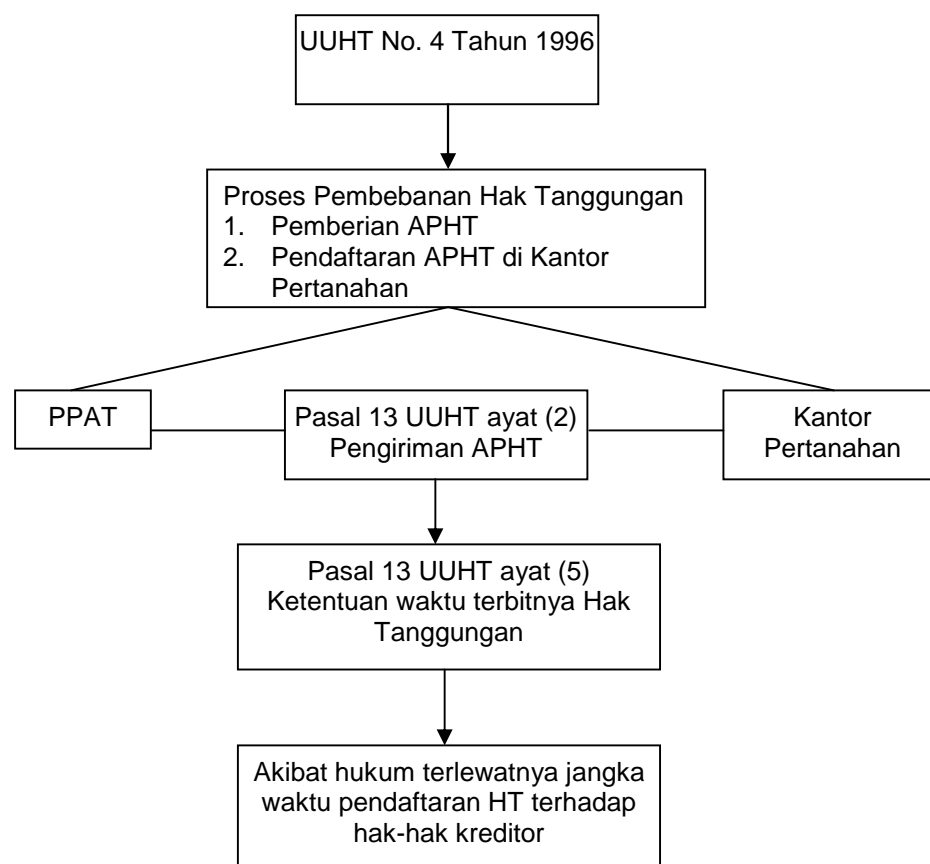 UUHT No. 4 Tahun 1996
Proses Pembebanan Hak Tanggungan
1. Pemberian APHT
2. Pendaftaran APHT di Kantor
Pertanahan
PPAT
Pasal 13 UUHT ayat (2)
Pengiriman APHT
Kantor
Pertanahan
Pasal 13 UUHT ayat (5)
Ketentuan waktu terbitnya Hak
Tanggungan
Akibat hukum terlewatnya jangka
waktu pendaftaran HT terhadap
hak-hak kreditor